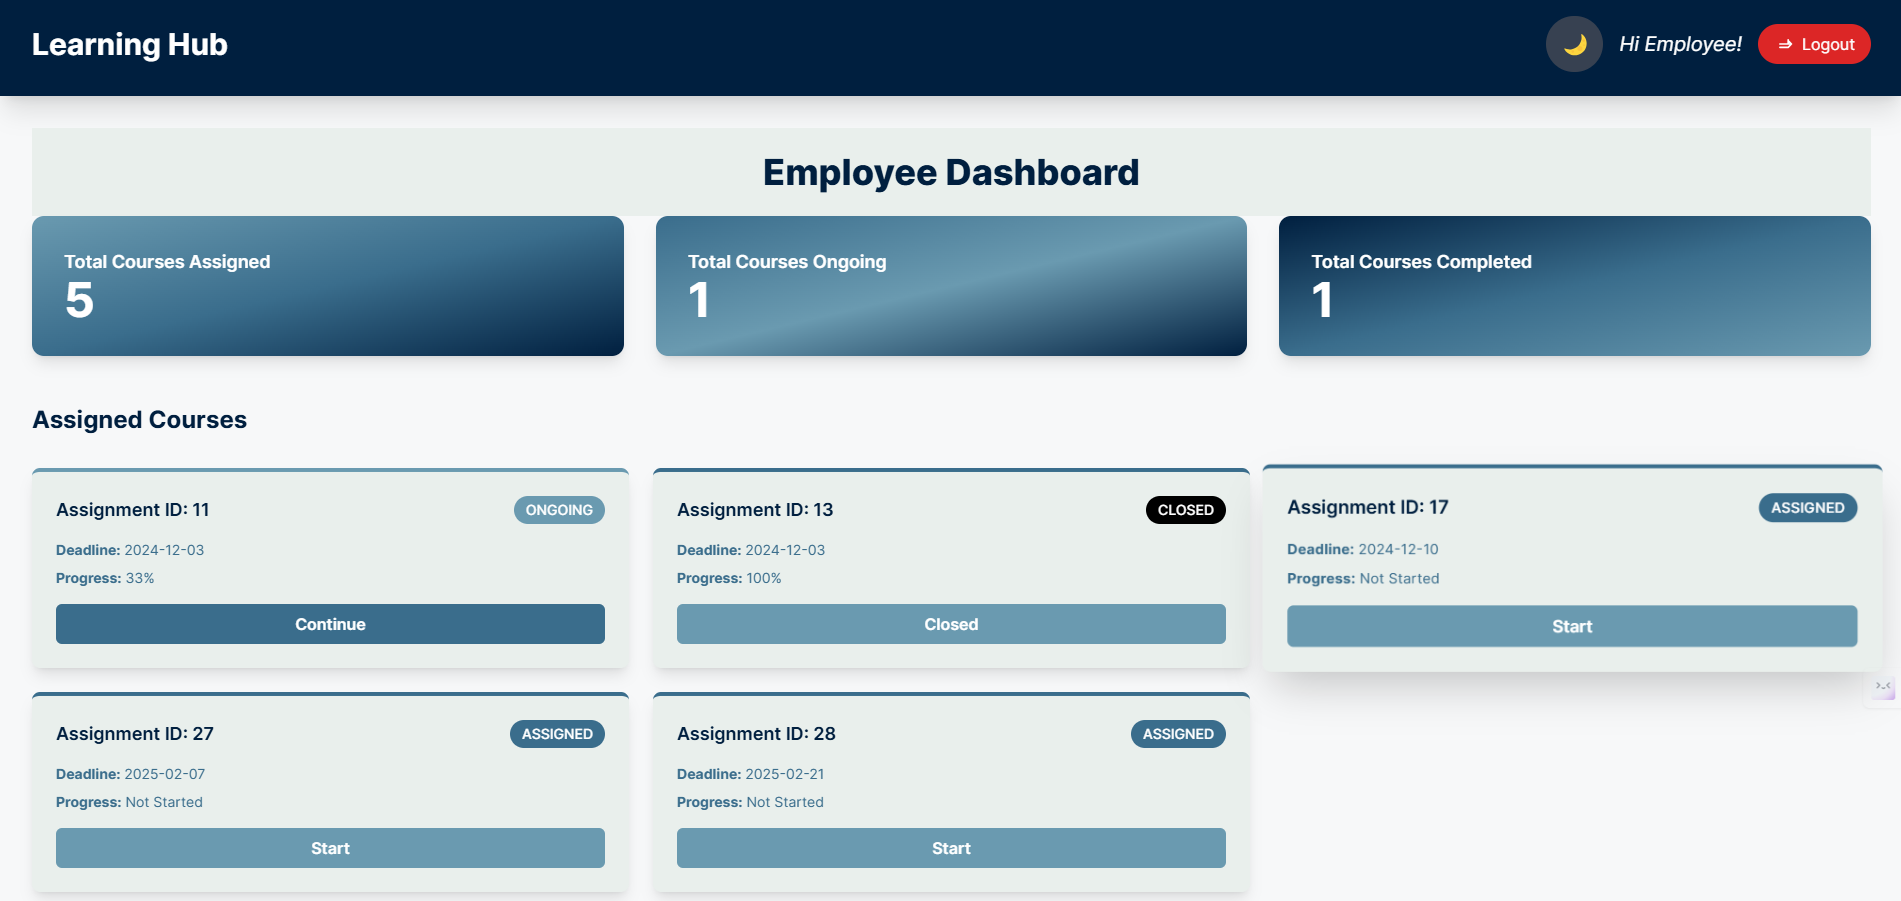 Learning Hub
Hi Employee!
Logout
Employee Dashboard
Total Courses Assigned
5
Total Courses Ongoing
1
Total Courses Completed
1
Assigned Courses
Assignment ID: 11
ONGOING
Deadline: 2024-12-03
Progress: 33%
Continue
Assignment ID: 13
CLOSED
Deadline: 2024-12-03
Progress: 100%
Closed
Assignment ID: 17
ASSIGNED
Deadline: 2024-12-10
Progress: Not Started
Start
Assignment ID: 27
ASSIGNED
Deadline: 2025-02-07
Progress: Not Started
Start
Assignment ID: 28
ASSIGNED
Deadline: 2025-02-21
Progress: Not Started
Start